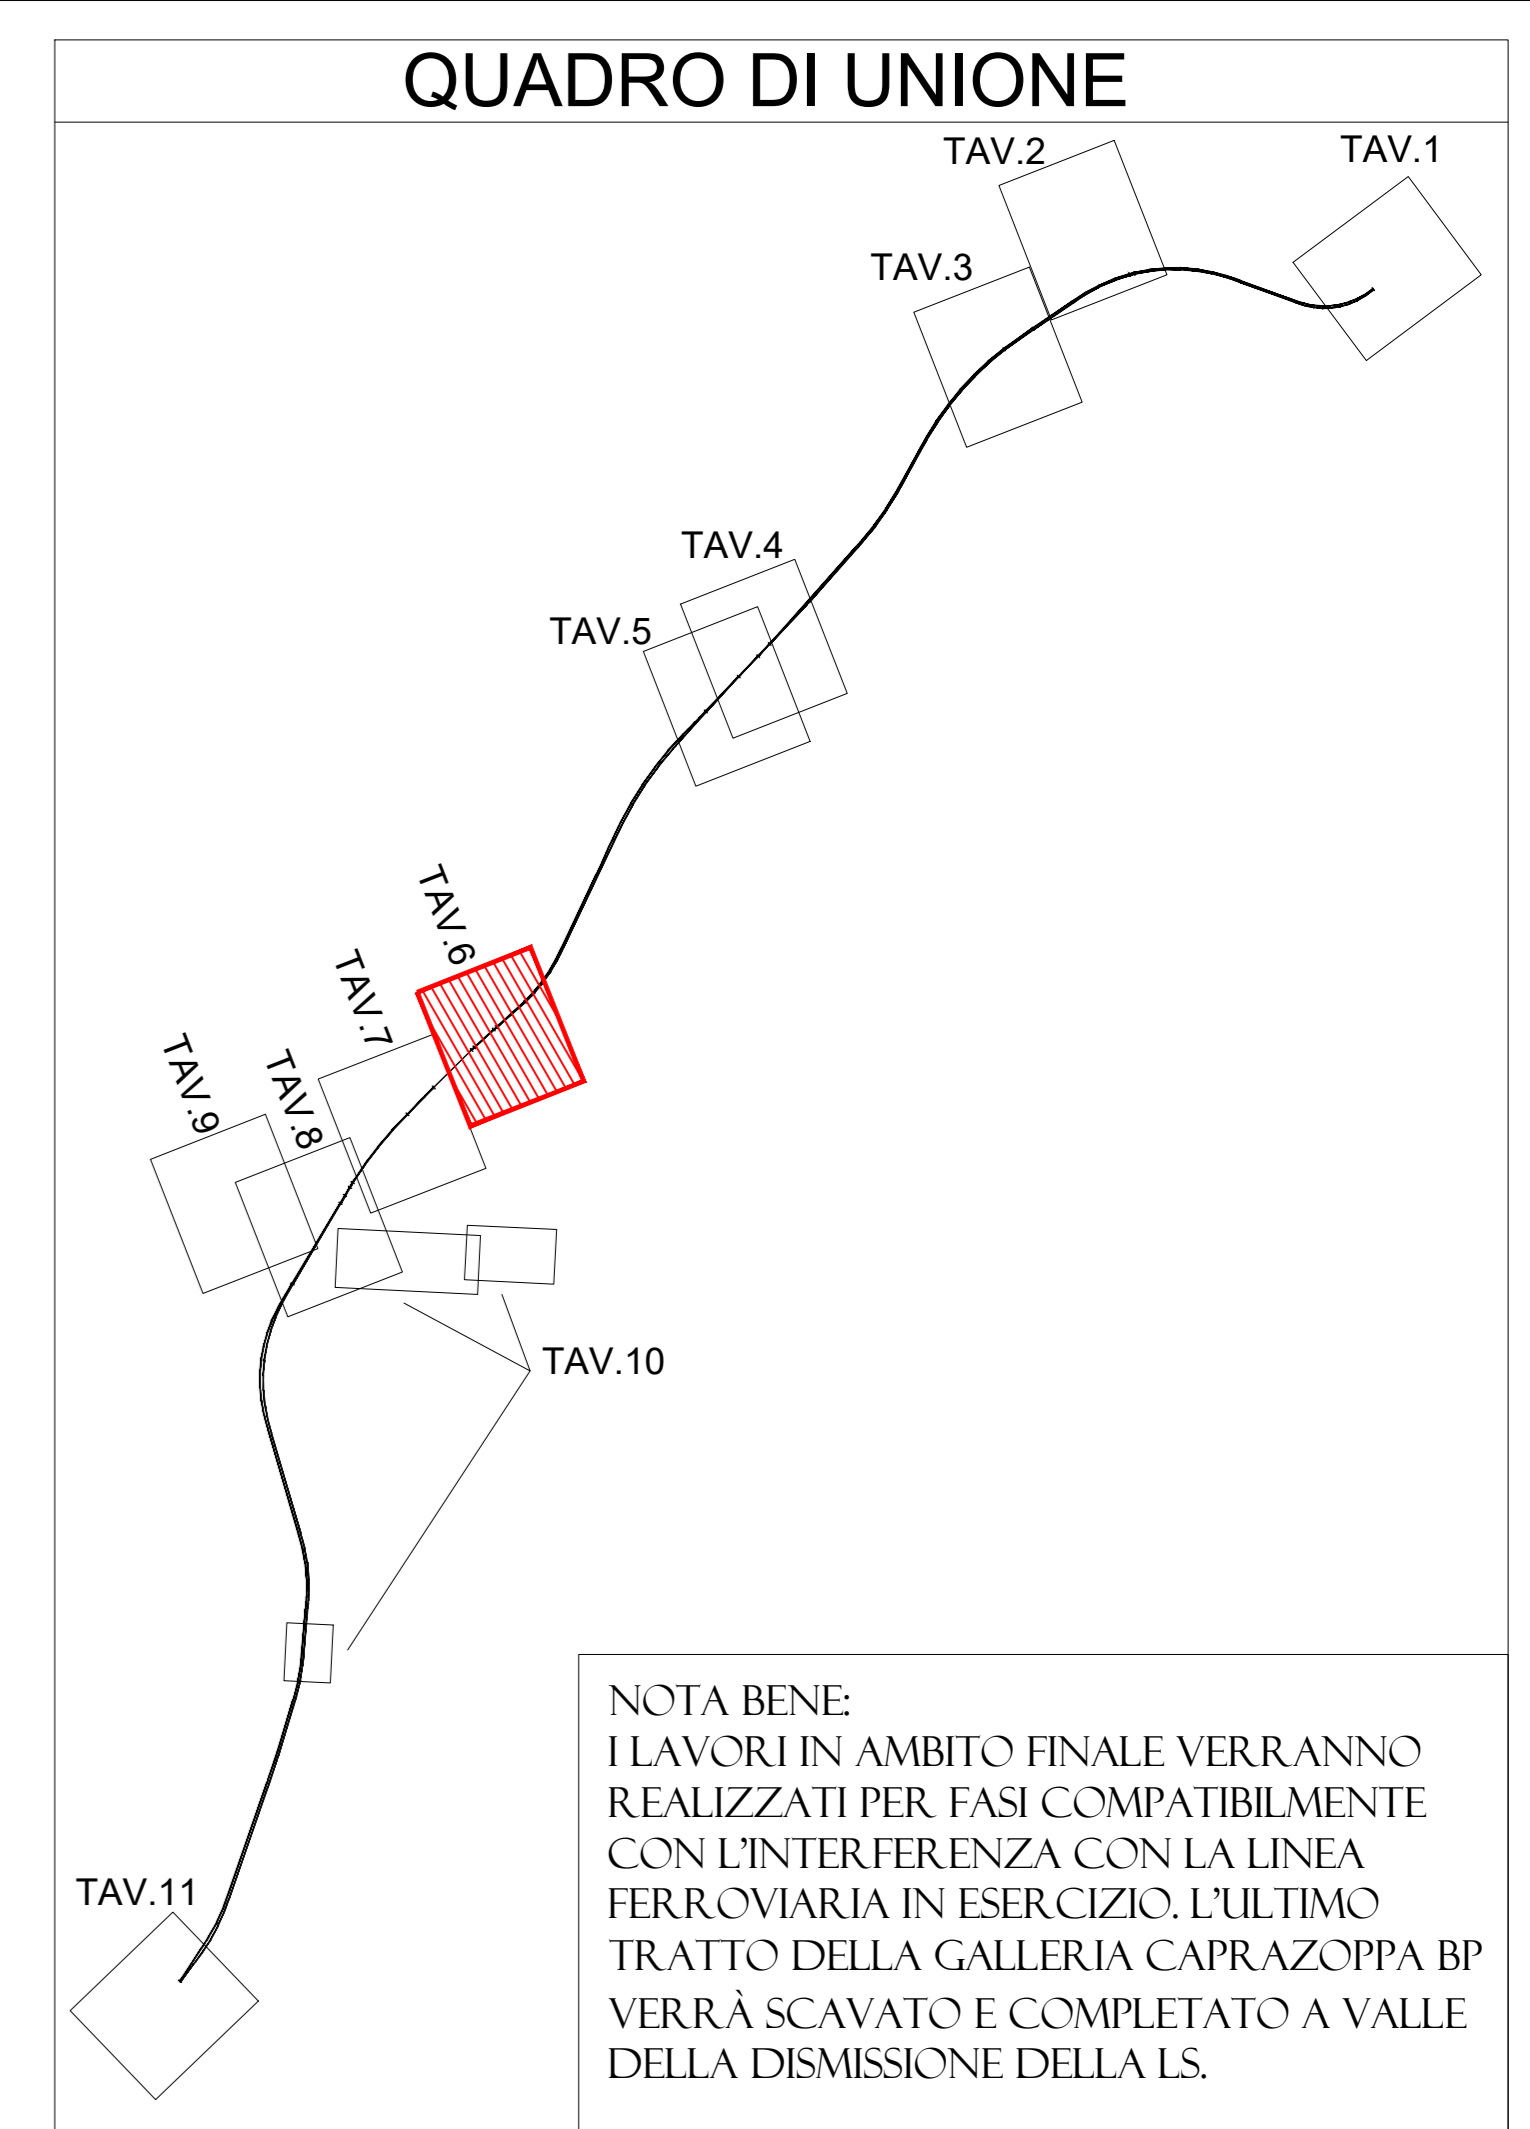 QUADRO DI UNIONE
TAV.1
TAV.2
TAV.3
TAV.4
TAV.5
TAV.6
TAV.7
TAV.8
TAV.9
TAV.10
TAV.11
NOTA BENE:
I LAVORI IN AMBITO FINALE VERRANNO
REALIZZATI PER FASI COMPATIBILMENTE
CON L'INTERFERENZA CON LA LINEA
FERROVIARIA IN ESERCIZIO. L'ULTIMO
TRATTO DELLA GALLERIA CAPRAZOPPA BP
VERRÀ SCAVATO E COMPLETATO A VALLE
DELLA DISMISSIONE DELLA LS.